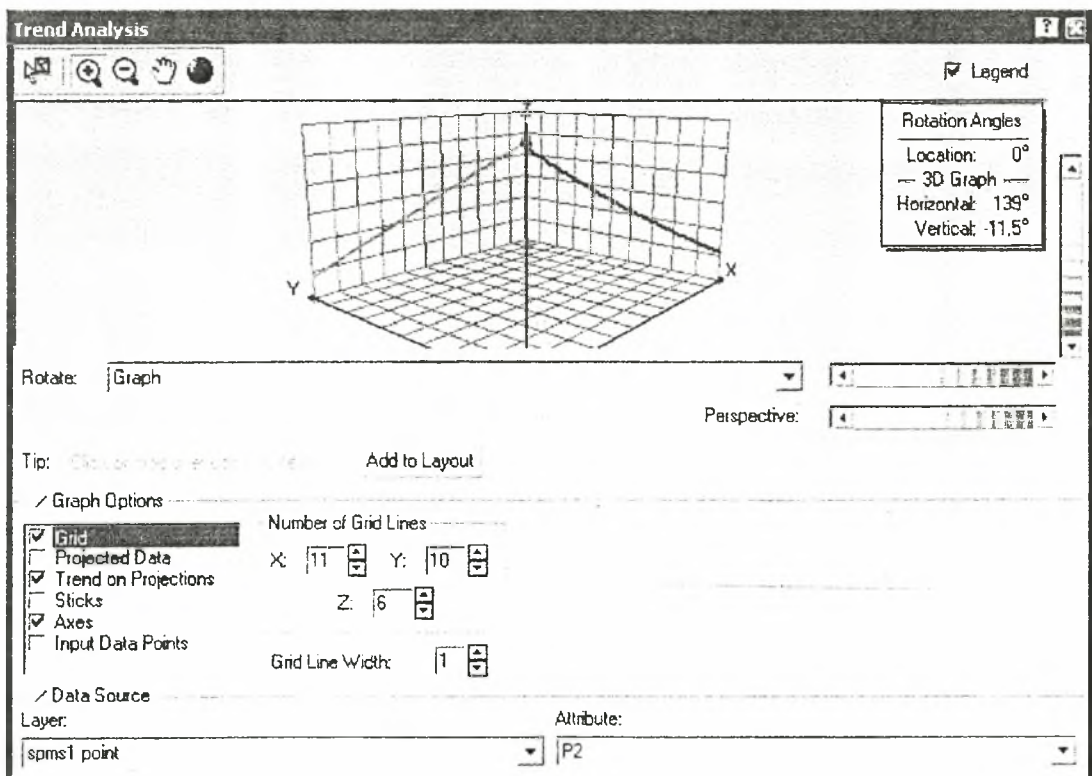 Trend Analysis
Legend
Z
Y
X
Rotation Angles
Location: 0°
3D Graph
Horizontal: 139°
Vertical: -11,5°
Rotate: Graph
Perspective:
Tip:
Add to Layout
Graph Options
Grid
Projected Data
Trend on Projections
Sticks
Axes
Input Data Points
Number of Grid Lines
X: 11 Y: 10
Z: 6
Grid Line Width: 1
Data Source
Layer: Attribute:
spms1 point P2